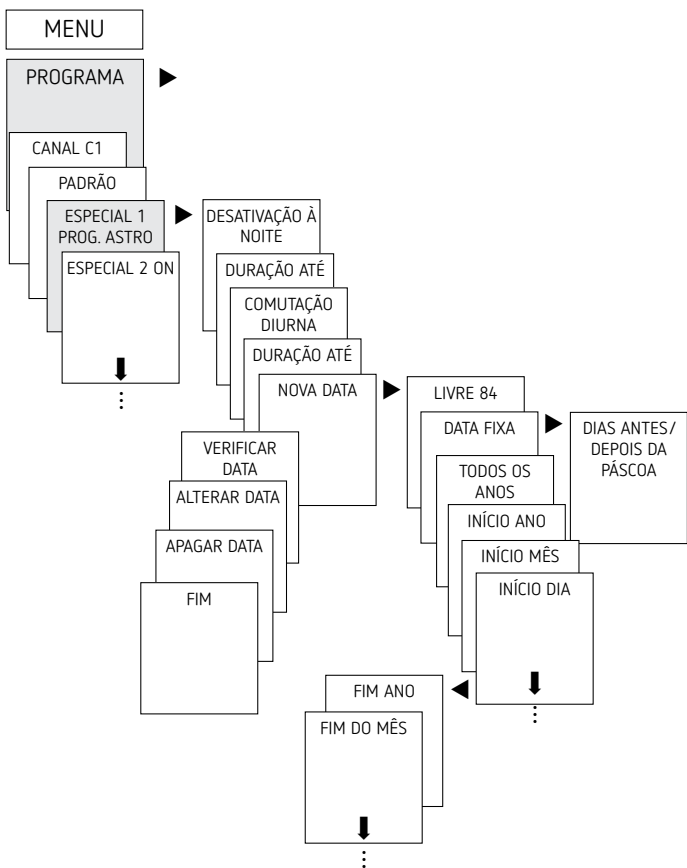 MENU
PROGRAMA
CANAL C1
PADRÃO
ESPECIAL 1
PROG. ASTRO
ESPECIAL 2 ON
DESATIVAÇÃO À
NOITE
DURAÇÃO ATÉ
COMUTAÇÃO
DIURNA
DURAÇÃO ATÉ
NOVA DATA
VERIFICAR
DATA
ALTERAR DATA
APAGAR DATA
FIM
LIVRE 84
DATA FIXA
DIAS ANTES/
DEPOIS DA
PÁSCOA
TODOS OS
ANOS
INÍCIO ANO
INÍCIO MÊS
INÍCIO DIA
FIM ANO
FIM DO MÊS